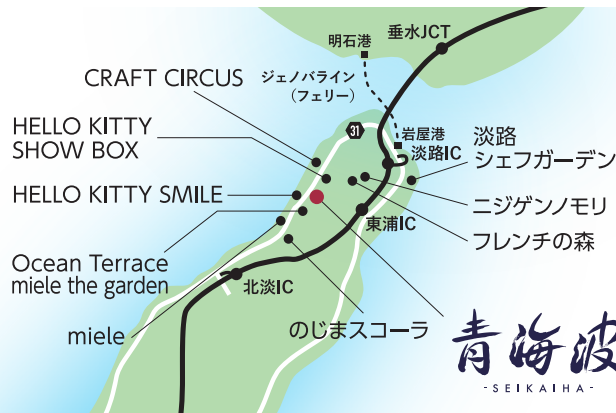 垂水JCT
明石港
ジェノバライン
(フェリー)
CRAFT CIRCUS
31
岩屋港
淡路IC
淡路
シェフガーデン
HELLO KITTY
SHOW BOX
HELLO KITTY SMILE
ニジゲンノモリ
東浦IC
フレンチの森
Ocean Terrace
miele the garden
北淡IC
miele
のじまスコーラ
青海波
-SEIKAIHA-